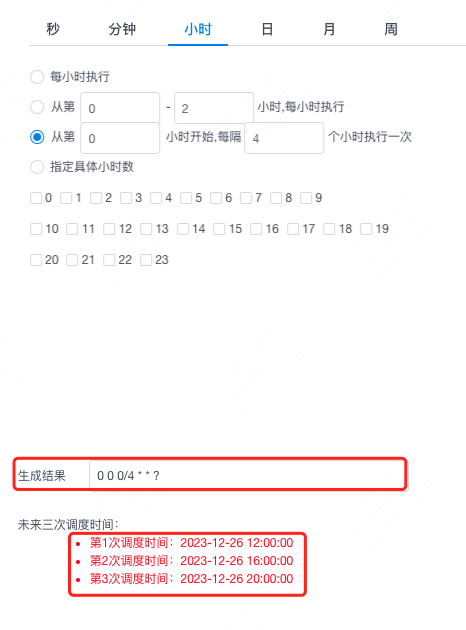 秒 分钟 小时 日 月 周
每小时执行
从第 0 - 2 小时,每小时执行
从第 0 小时开始,每隔 4 个小时执行一次
指定具体小时数
0 1 2 3 4 5 6 7 8 9
10 11 12 13 14 15 16 17 18 19
20 21 22 23
生成结果 0 0 0/4 * * ?
未来三次调度时间：
第1次调度时间：2023-12-26 12:00:00
第2次调度时间：2023-12-26 16:00:00
第3次调度时间：2023-12-26 20:00:00